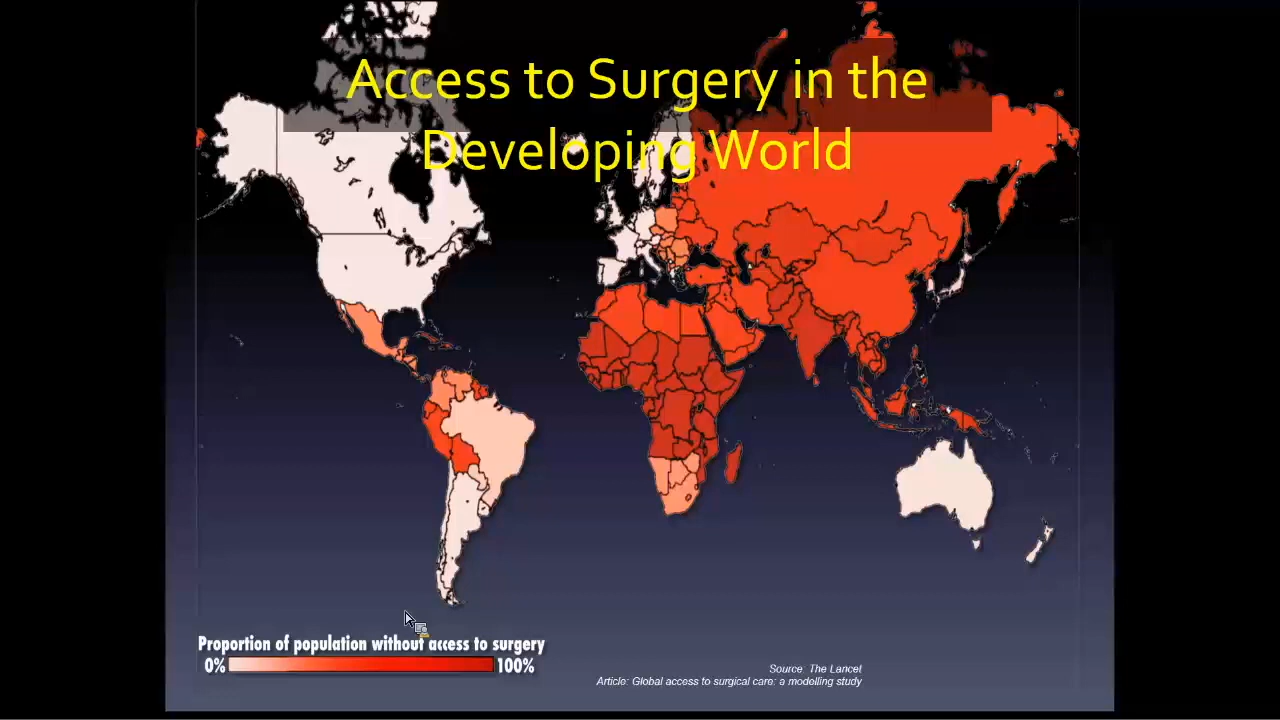 Access to Surgery in the
Developing World
Proportion of population without access to surgery
0% 100%
Source: The Lancet
Article: Global access to surgical care: a modelling study